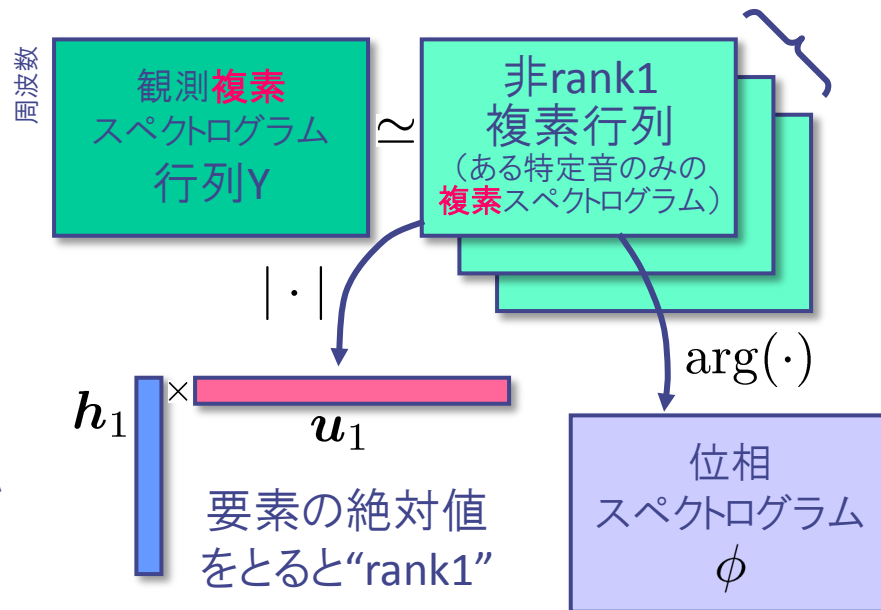 周波数
観測複素
スペクトログラム
行列Y
≃
非rank1
複素行列
（ある特定音のみの
複素スペクトログラム）
|·|
arg(·)
h₁
×
u₁
要素の絶対値
をとると“rank1”
位相
スペクトログラム
ϕ